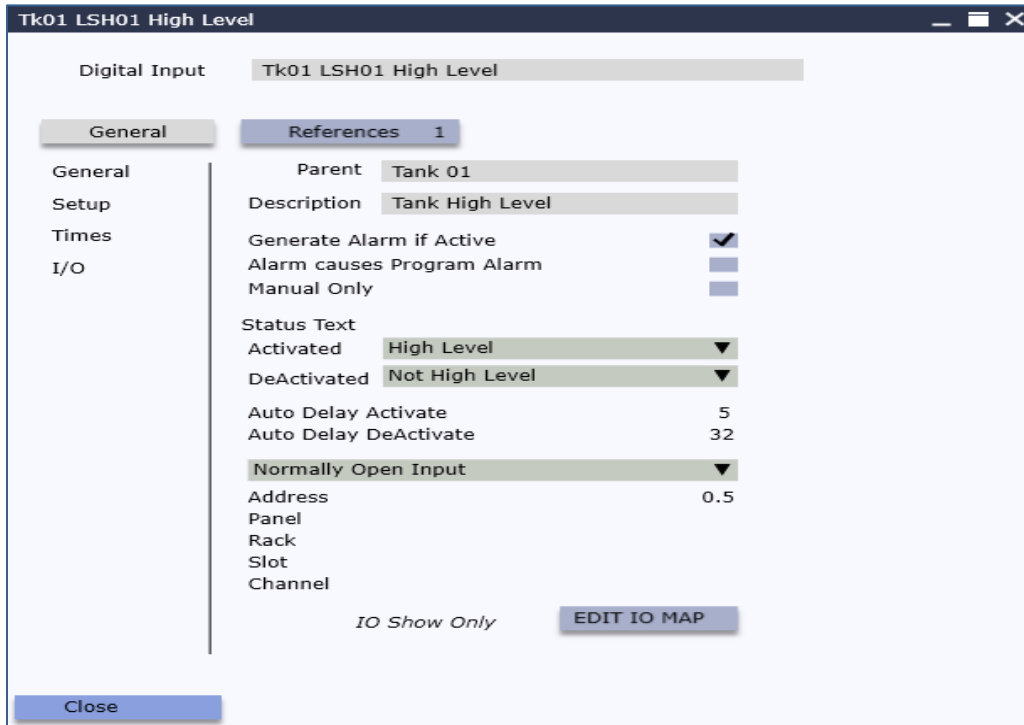 Tk01 LSH01 High Level
Digital Input Tk01 LSH01 High Level
General References 1
General
Setup
Times
I/O
Parent Tank 01
Description Tank High Level
Generate Alarm if Active
Alarm causes Program Alarm
Manual Only
Status Text
Activated High Level
DeActivated Not High Level
Auto Delay Activate 5
Auto Delay DeActivate 32
Normally Open Input
Address 0.5
Panel
Rack
Slot
Channel
IO Show Only EDIT IO MAP
Close